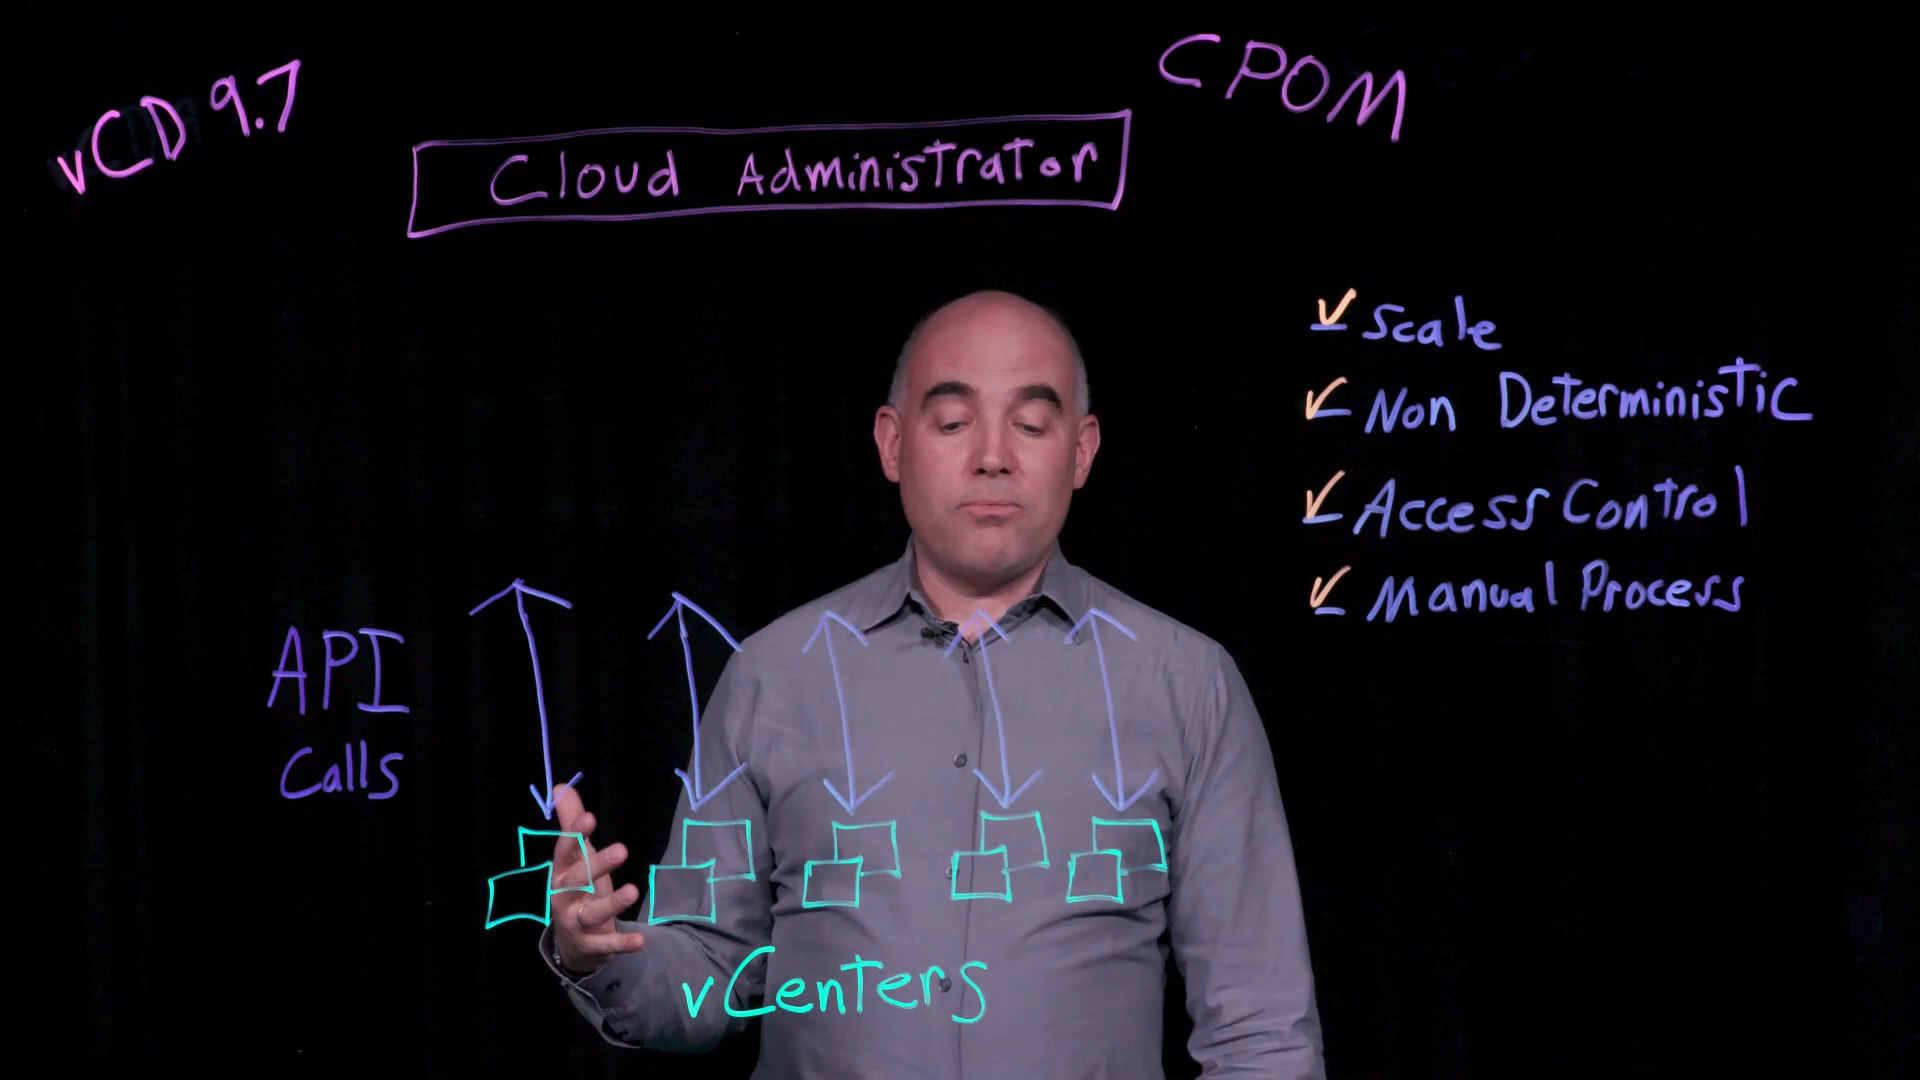 vCD 9.7
CPOM
Cloud Administrator
Scale
Non Deterministic
Access Control
Manual Process
API
Calls
vCenters